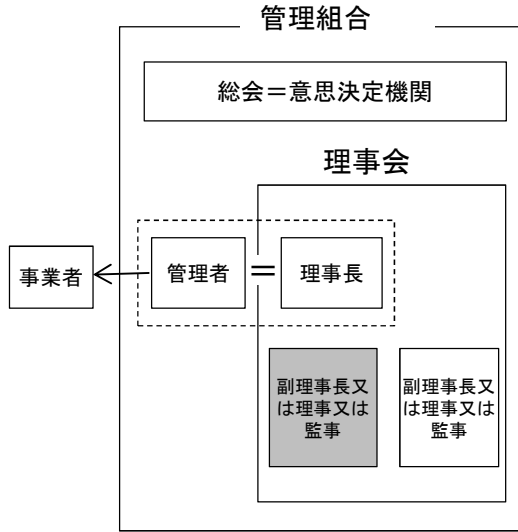 管理組合
総会＝意思決定機関
理事会
事業者
管理者
＝
理事長
副理事長又
は理事又は
監事
副理事長又
は理事又は
監事